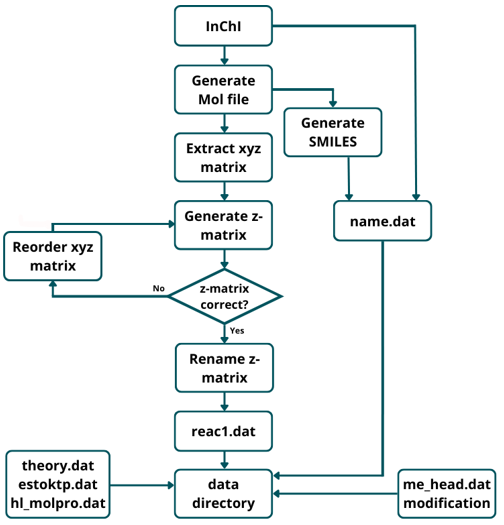 InChI
Generate
Mol file
Generate
SMILES
Extract xyz
matrix
Generate z-
matrix
name.dat
Reorder xyz
matrix
No
z-matrix
correct?
Yes
Rename z-
matrix
reac1.dat
theory.dat
estoktp.dat
hl_molpro.dat
data
directory
me_head.dat
modification